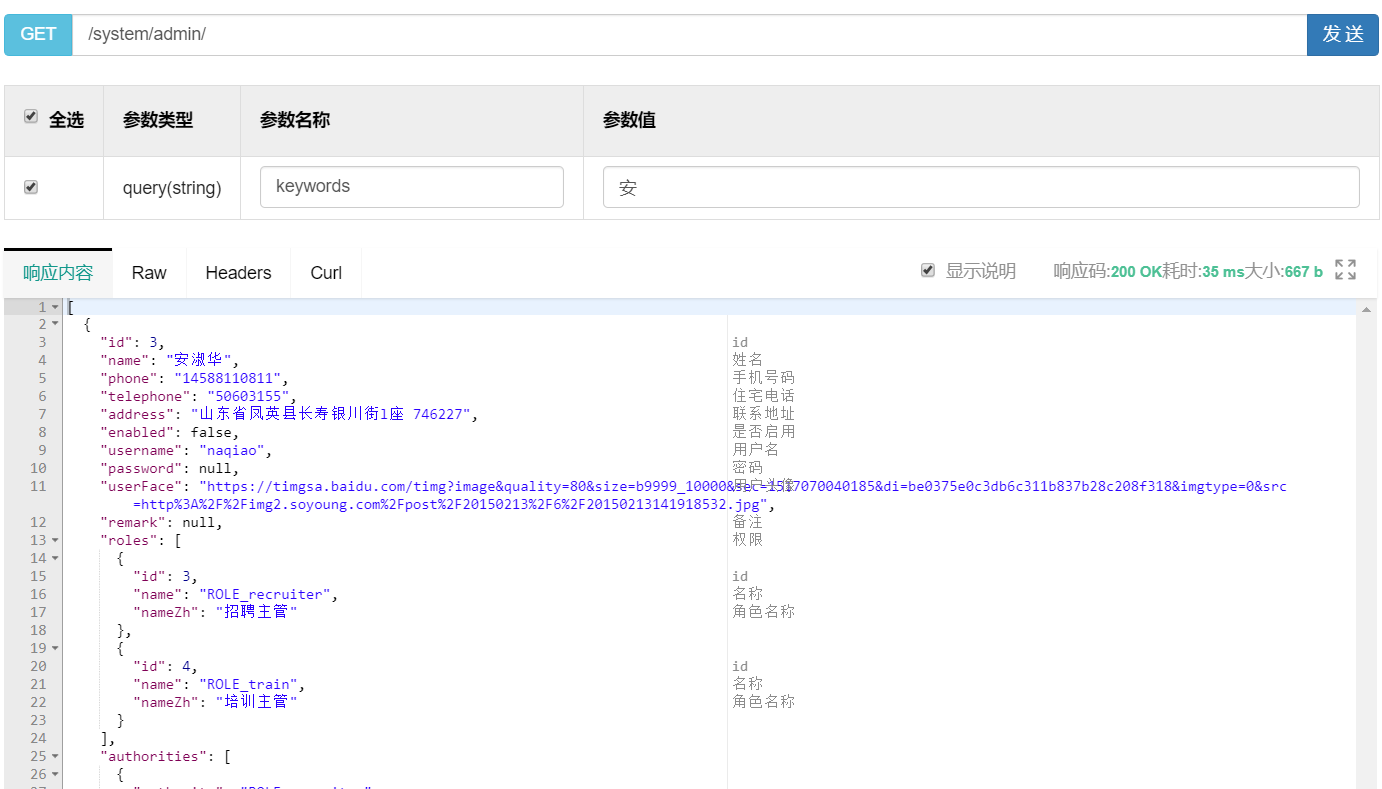 GET /system/admin/ 发 送
全选 参数类型 参数名称 参数值
query(string) keywords 安
响应内容 Raw Headers Curl 显示说明 响应码:200 OK耗时:35 ms大小:667 b
1 [
2 {
3 "id": 3, id
4 "name": "安淑华", 姓名
5 "phone": "14588110811", 手机号码
6 "telephone": "50603155", 住宅电话
7 "address": "山东省凤英县长寿银川街l座 746227", 联系地址
8 "enabled": false, 是否启用
9 "username": "naqiao", 用户名
10 "password": null, 密码
11 "userFace": "https://timgsa.baidu.com/timg?image&quality=80&size=b9999_10000&sec=1517070040185&di=be0375e0c3db6c311b837b28c208f318&imgtype=0&src 用户头像
=http%3A%2F%2Fimg2.soyoung.com%2Fpost%2F20150213%2F6%2F20150213141918532.jpg",
12 "remark": null, 备注
13 "roles": [ 权限
14 {
15 "id": 3, id
16 "name": "ROLE_recruiter", 名称
17 "nameZh": "招聘主管" 角色名称
18 },
19 {
20 "id": 4, id
21 "name": "ROLE_train", 名称
22 "nameZh": "培训主管" 角色名称
23 }
24 ],
25 "authorities": [
26 {